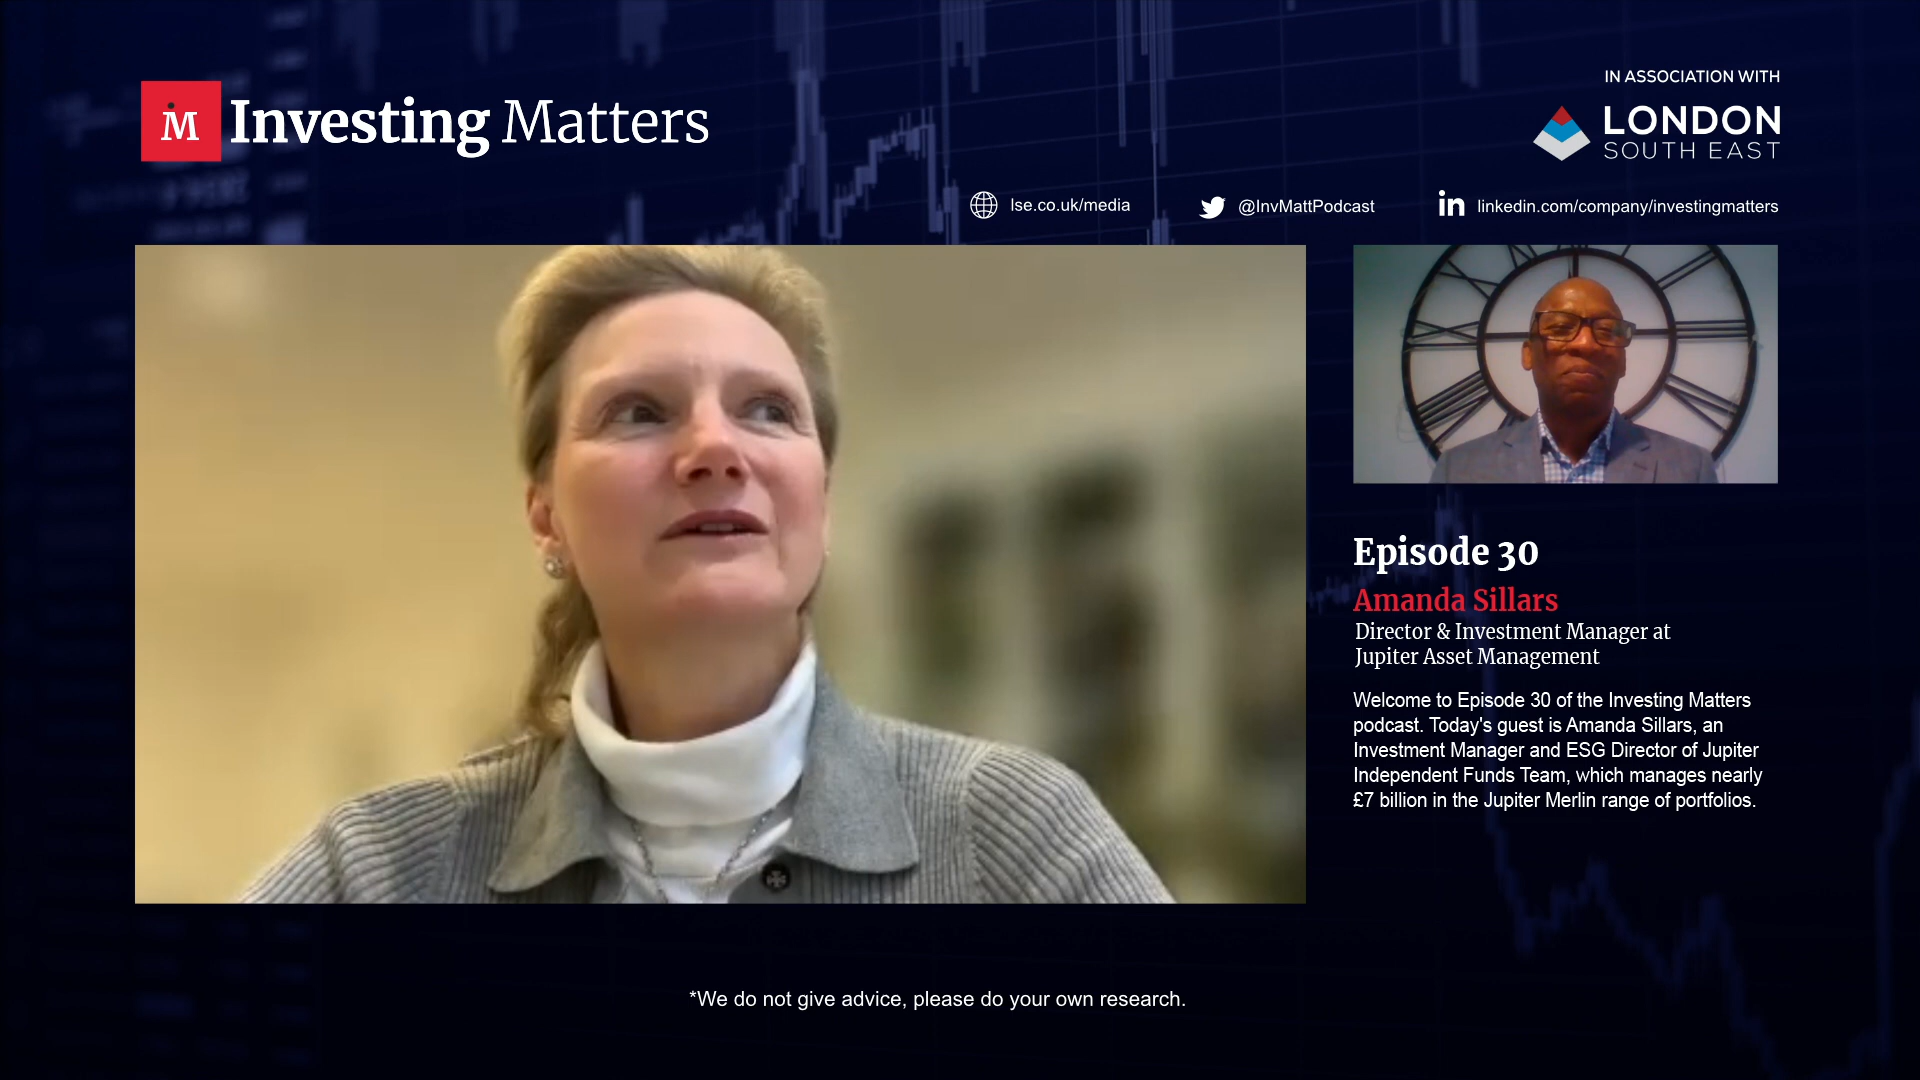 M
Investing Matters
IN ASSOCIATION WITH
LONDON
SOUTH EAST
lse.co.uk/media
@InvMattPodcast
in
linkedin.com/company/investingmatters
Episode 30
Amanda Sillars
Director & Investment Manager at
Jupiter Asset Management
Welcome to Episode 30 of the Investing Matters
podcast. Today's guest is Amanda Sillars, an
Investment Manager and ESG Director of Jupiter
Independent Funds Team, which manages nearly
£7 billion in the Jupiter Merlin range of portfolios.
*We do not give advice, please do your own research.